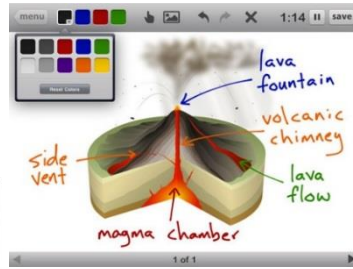 menu
1:14
save
Reset Colors
lava
fountain
volcanic
chimney
side
vent
lava
flow
magma chamber
1 of 1